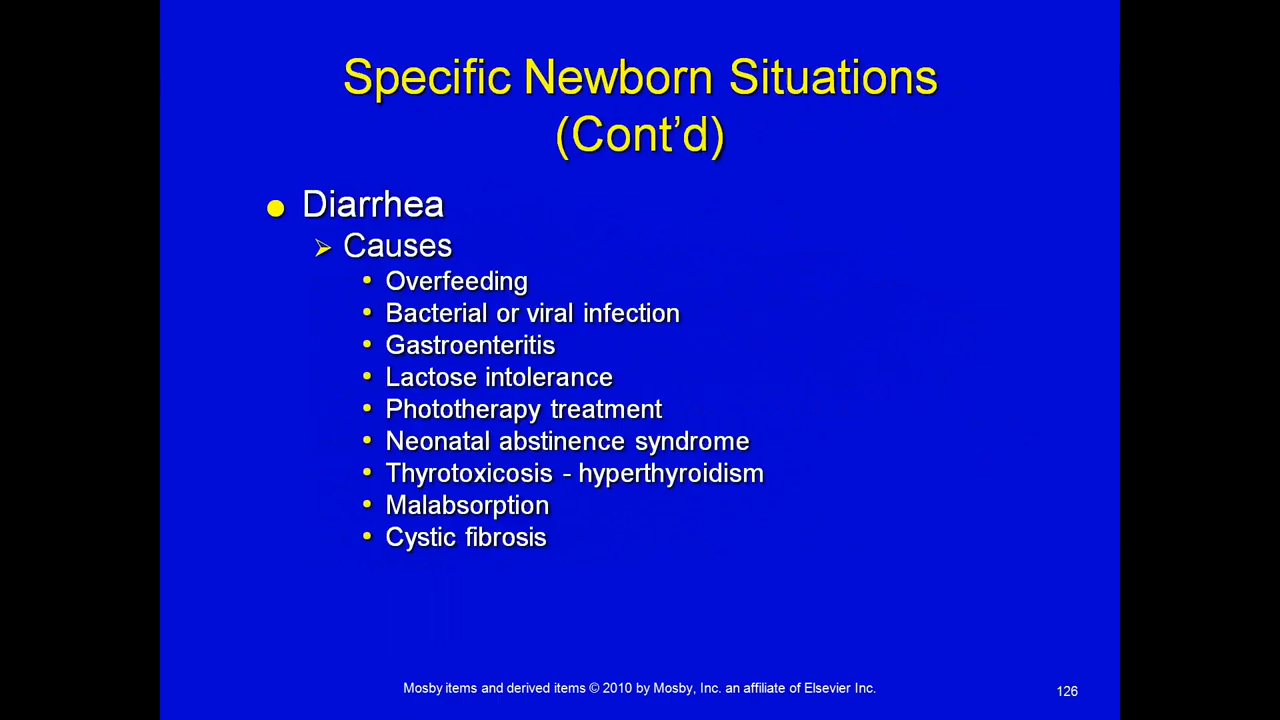 Specific Newborn Situations
(Cont’d)
Diarrhea
Causes
Overfeeding
Bacterial or viral infection
Gastroenteritis
Lactose intolerance
Phototherapy treatment
Neonatal abstinence syndrome
Thyrotoxicosis - hyperthyroidism
Malabsorption
Cystic fibrosis
Mosby items and derived items © 2010 by Mosby, Inc. an affiliate of Elsevier Inc.
126